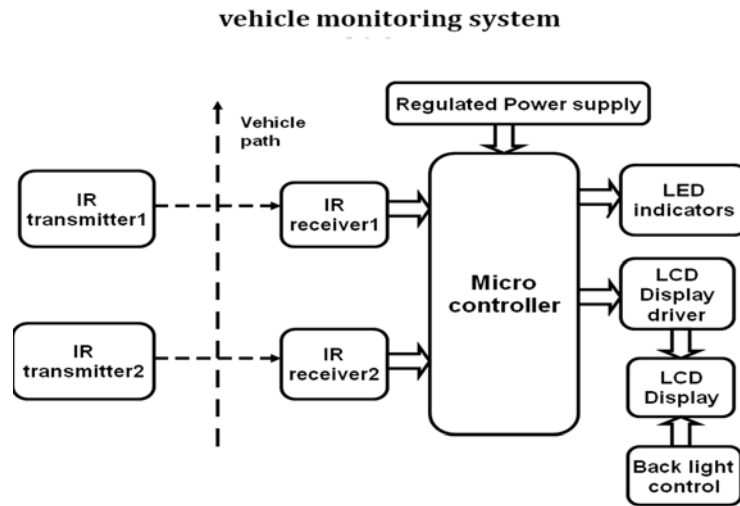 vehicle monitoring system
Regulated Power supply
Vehicle
path
IR
transmitter1
IR
receiver1
LED
indicators
Micro
controller
LCD
Display
driver
IR
transmitter2
IR
receiver2
LCD
Display
Back light
control